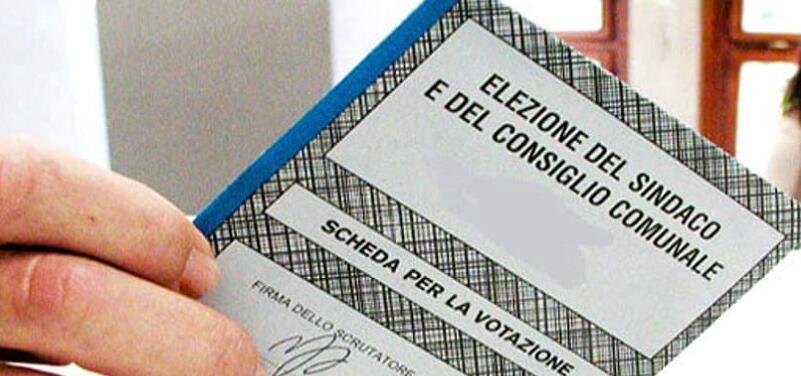 ELEZIONE DEL SINDACO
E DEL CONSIGLIO COMUNALE
SCHEDA PER LA VOTAZIONE
FIRMA DELLO SCRUTATORE